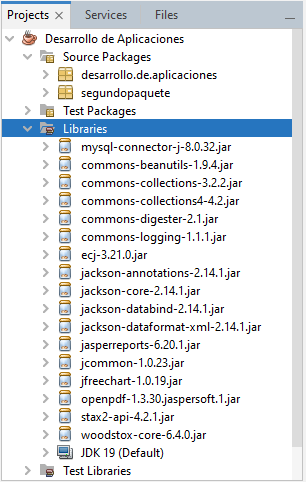 Projects Services Files
Desarrollo de Aplicaciones
Source Packages
desarrollo.de.aplicaciones
segundopaquete
Test Packages
Libraries
mysql-connector-j-8.0.32.jar
commons-beanutils-1.9.4.jar
commons-collections-3.2.2.jar
commons-collections4-4.2.jar
commons-digester-2.1.jar
commons-logging-1.1.1.jar
ecj-3.21.0.jar
jackson-annotations-2.14.1.jar
jackson-core-2.14.1.jar
jackson-databind-2.14.1.jar
jackson-dataformat-xml-2.14.1.jar
jasperreports-6.20.1.jar
jcommon-1.0.23.jar
jfreechart-1.0.19.jar
openpdf-1.3.30.jaspersoft.1.jar
stax2-api-4.2.1.jar
woodstox-core-6.4.0.jar
JDK 19 (Default)
Test Libraries